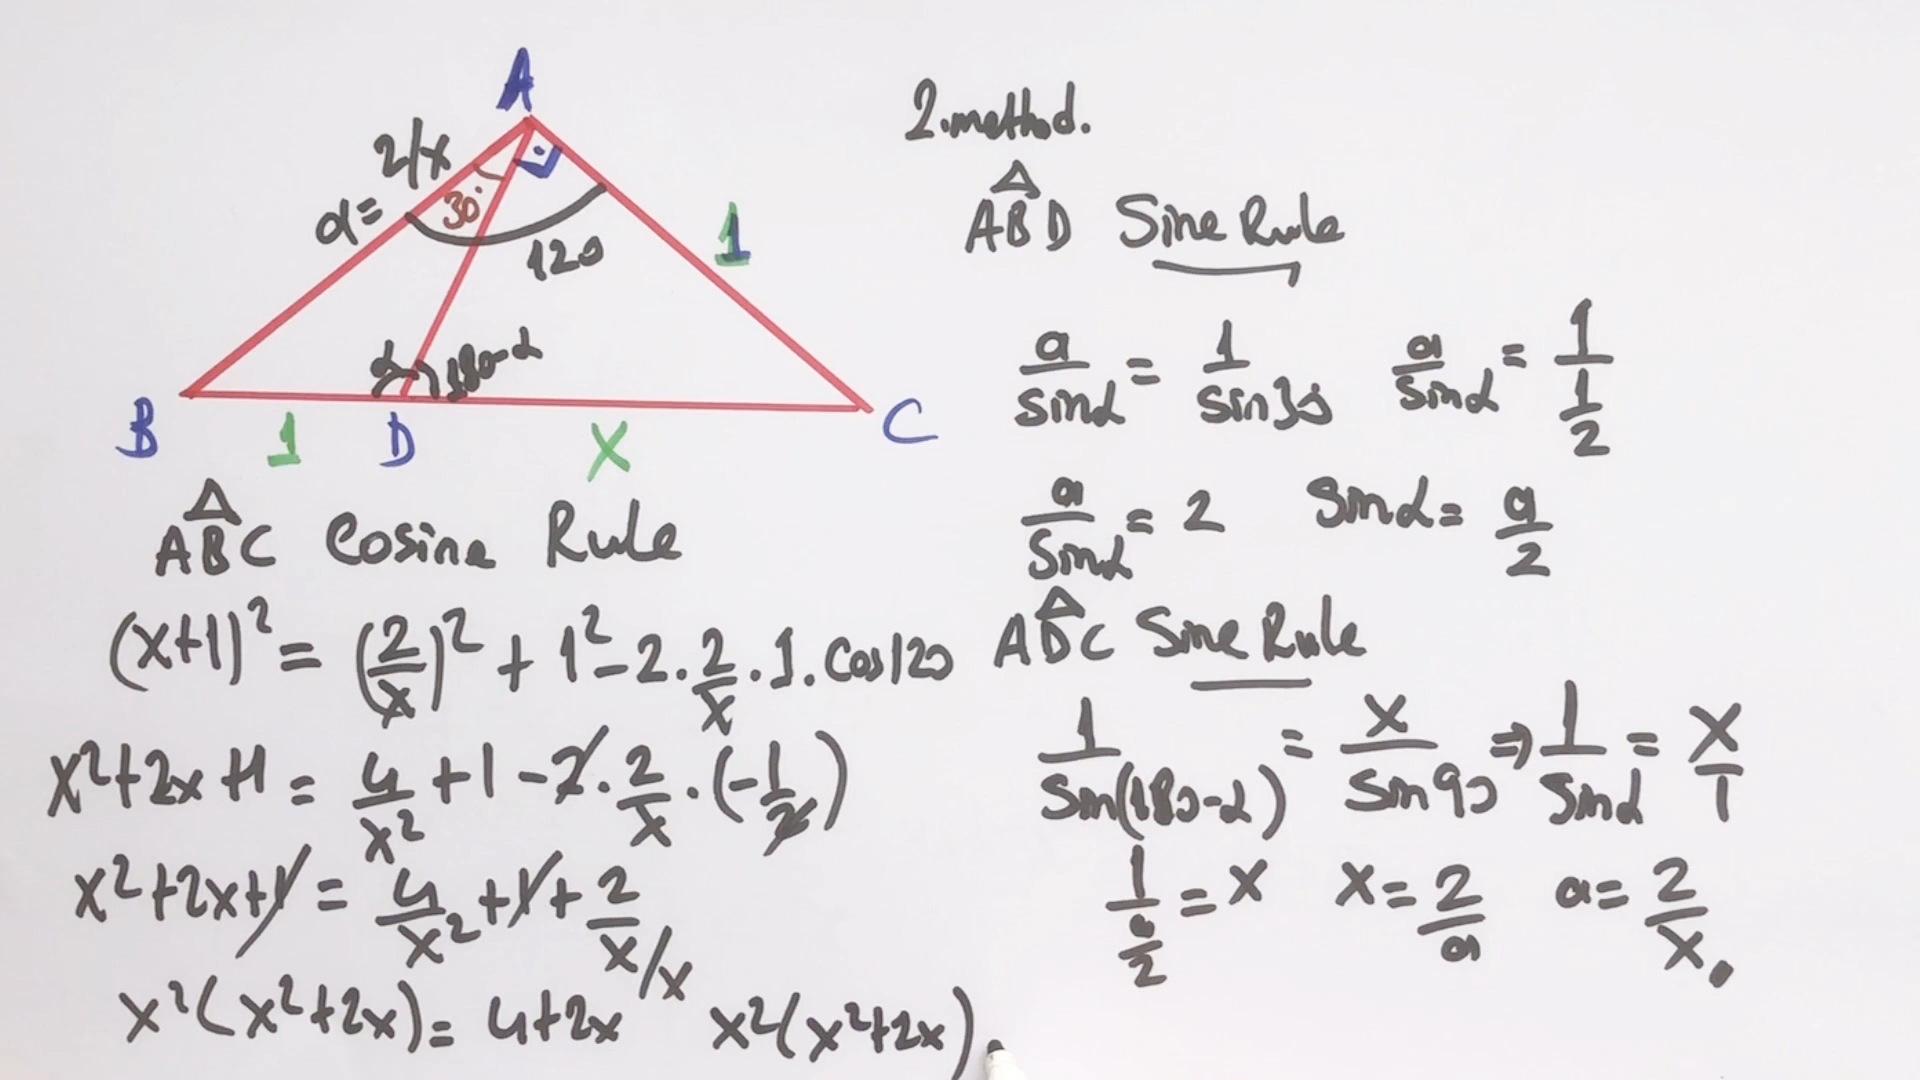 A
2/x
a=
30°
120
1
α
180-α
B
1
D
x
C
ABC Cosine Rule
(x+1)² = (2/x)² + 1² - 2 . 2/x . 1 . Cos120
x²+2x+1 = 4/x² + 1 - 2 . 2/x . (-1/2)
x²+2x+1 = 4/x² + 1 + 2/x /x
x²(x²+2x) = 4+2x x²(x²+2x)
2.method.
ABD Sine Rule
a/sinα = 1/sin30 a/sinα = 1/(1/2)
a/sinα = 2 sinα = a/2
ADC Sine Rule
1/Sin(180-α) = x/sin90 ⇒ 1/Sinα = x/1
1/(a/2) = x x = 2/a a = 2/x .